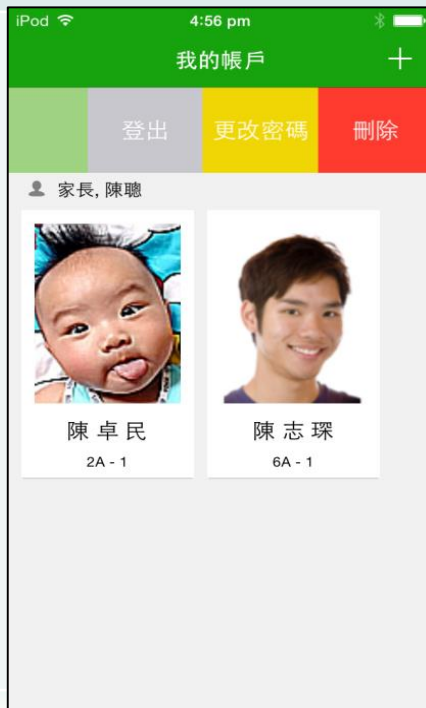 iPod 4:56 pm
我的帳戶
登出 更改密碼 刪除
家長, 陳聰
陳卓民 陳志琛
2A - 1 6A - 1